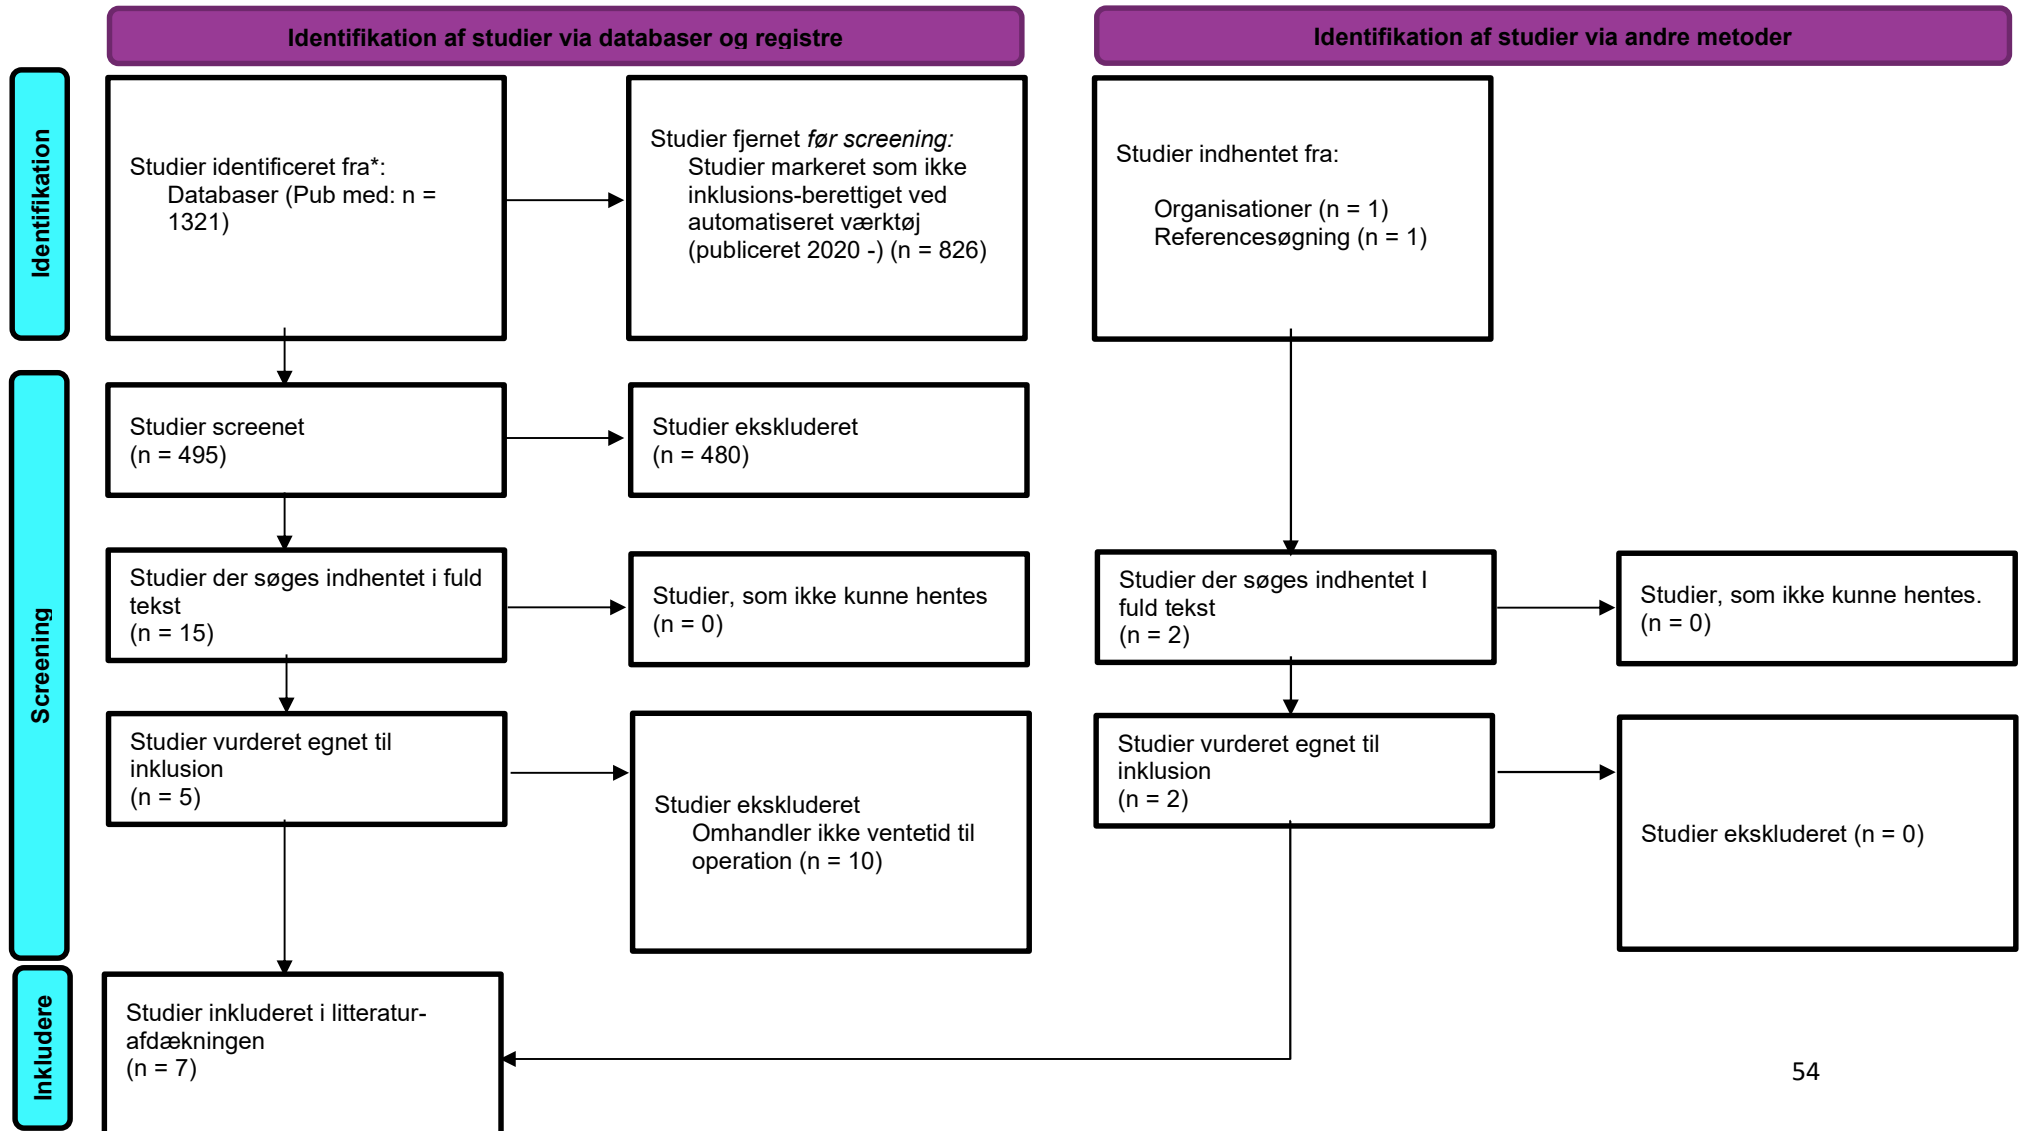 Identifikation af studier via databaser og registre
Identifikation af studier via andre metoder
Identifikation
Studier identificeret fra*:
Databaser (Pub med: n =
1321)
Studier fjernet før screening:
Studier markeret som ikke
inklusions-berettiget ved
automatiseret værktøj
(publiceret 2020 -) (n = 826)
Studier indhentet fra:
Organisationer (n = 1)
Referencesøgning (n = 1)
Screening
Studier screenet
(n = 495)
Studier ekskluderet
(n = 480)
Studier der søges indhentet i fuld
tekst
(n = 15)
Studier, som ikke kunne hentes
(n = 0)
Studier der søges indhentet I
fuld tekst
(n = 2)
Studier, som ikke kunne hentes.
(n = 0)
Studier vurderet egnet til
inklusion
(n = 5)
Studier ekskluderet
Omhandler ikke ventetid til
operation (n = 10)
Studier vurderet egnet til
inklusion
(n = 2)
Studier ekskluderet (n = 0)
Inkludere
Studier inkluderet i litteratur-
afdækningen
(n = 7)
54